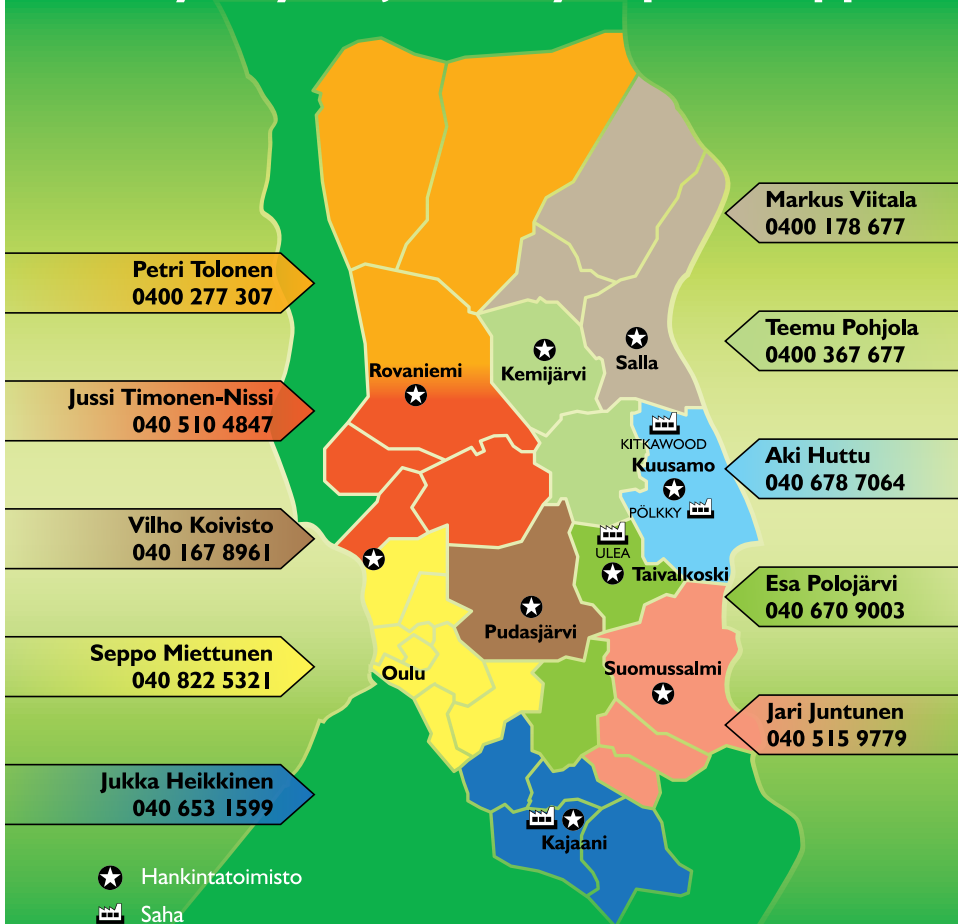 Petri Tolonen
0400 277 307
Jussi Timonen-Nissi
040 510 4847
Vilho Koivisto
040 167 8961
Seppo Miettunen
040 822 5321
Jukka Heikkinen
040 653 1599
Rovaniemi
Kemijärvi
Salla
KITKAWOOD
Kuusamo
PÖLKKY
ULEA
Taivalkoski
Pudasjärvi
Oulu
Suomussalmi
Kajaani
Markus Viitala
0400 178 677
Teemu Pohjola
0400 367 677
Aki Huttu
040 678 7064
Esa Polojärvi
040 670 9003
Jari Juntunen
040 515 9779
Hankintatoimisto
Saha